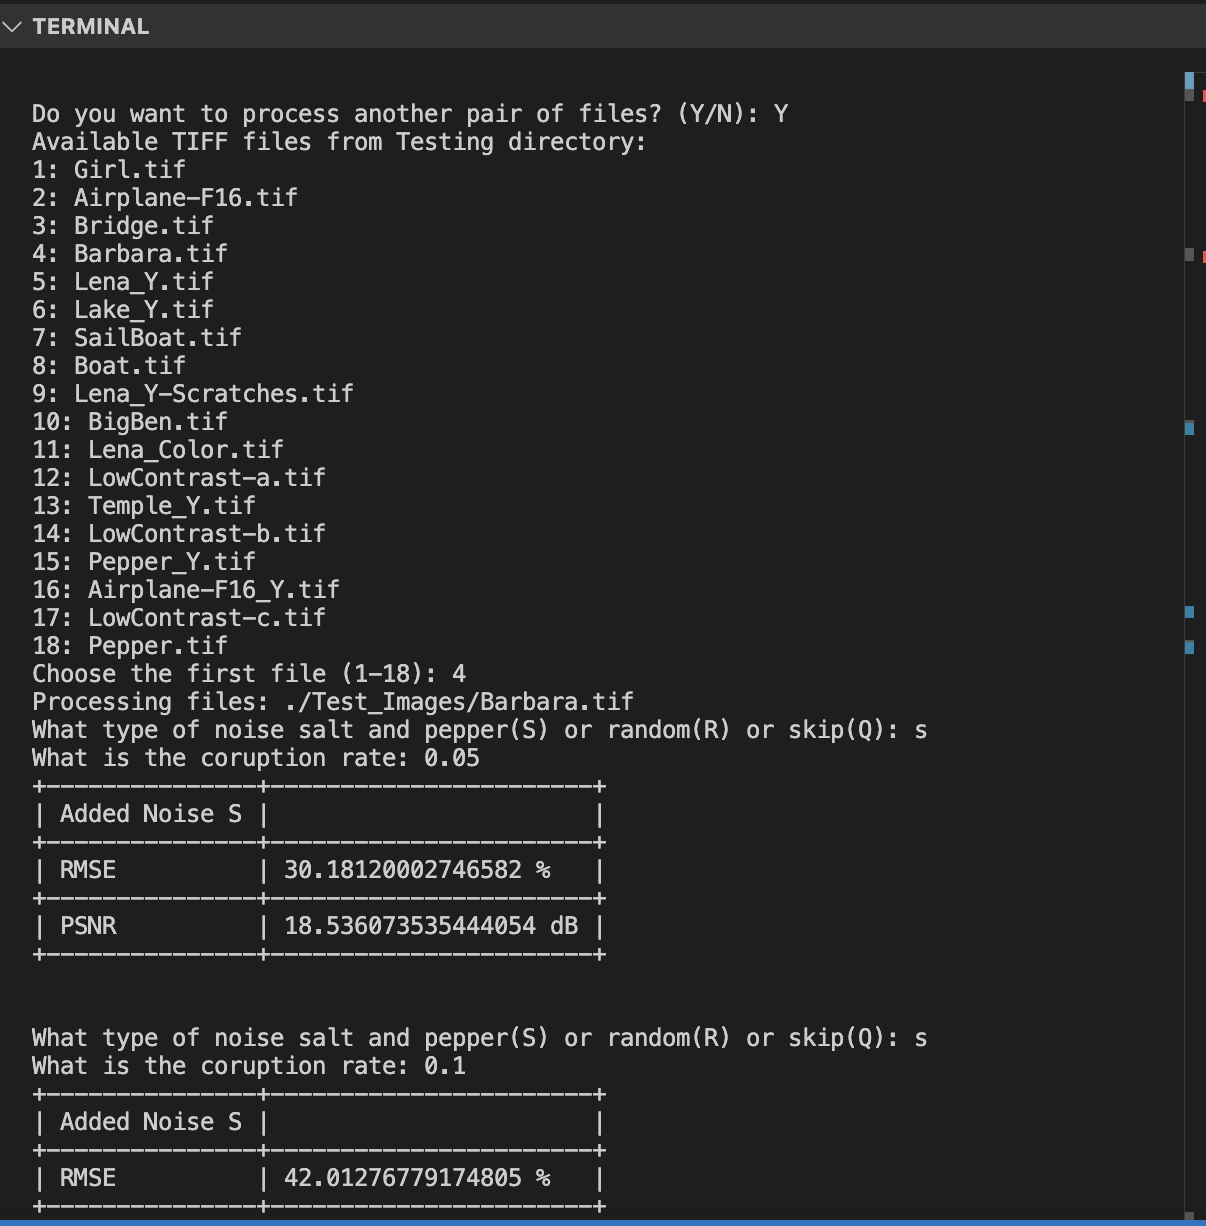 TERMINAL
Do you want to process another pair of files? (Y/N): Y
Available TIFF files from Testing directory:
1: Girl.tif
2: Airplane-F16.tif
3: Bridge.tif
4: Barbara.tif
5: Lena_Y.tif
6: Lake_Y.tif
7: SailBoat.tif
8: Boat.tif
9: Lena_Y-Scratches.tif
10: BigBen.tif
11: Lena_Color.tif
12: LowContrast-a.tif
13: Temple_Y.tif
14: LowContrast-b.tif
15: Pepper_Y.tif
16: Airplane-F16_Y.tif
17: LowContrast-c.tif
18: Pepper.tif
Choose the first file (1-18): 4
Processing files: ./Test_Images/Barbara.tif
What type of noise salt and pepper(S) or random(R) or skip(Q): s
What is the coruption rate: 0.05
+---------------+-----------------------+
| Added Noise S |                       |
+---------------+-----------------------+
| RMSE          | 30.18120002746582 %   |
+---------------+-----------------------+
| PSNR          | 18.536073535444054 dB |
+---------------+-----------------------+
What type of noise salt and pepper(S) or random(R) or skip(Q): s
What is the coruption rate: 0.1
+---------------+-----------------------+
| Added Noise S |                       |
+---------------+-----------------------+
| RMSE          | 42.01276779174805 %   |
+---------------+-----------------------+